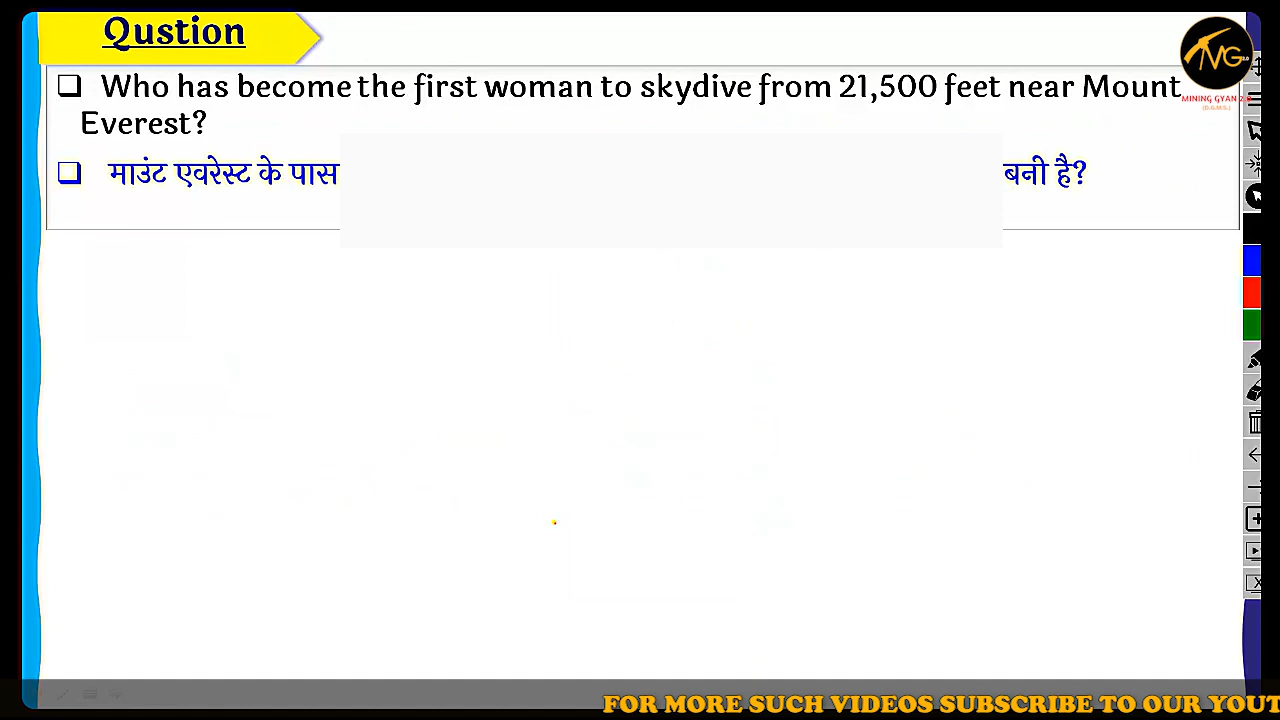 Qustion
Who has become the first woman to skydive from 21,500 feet near Mount
Everest?
माउंट एवरेस्ट के पास बनी है?
MINING GYAN 2.0
(D.G.M.S.)
FOR MORE SUCH VIDEOS SUBSCRIBE TO OUR YOUT